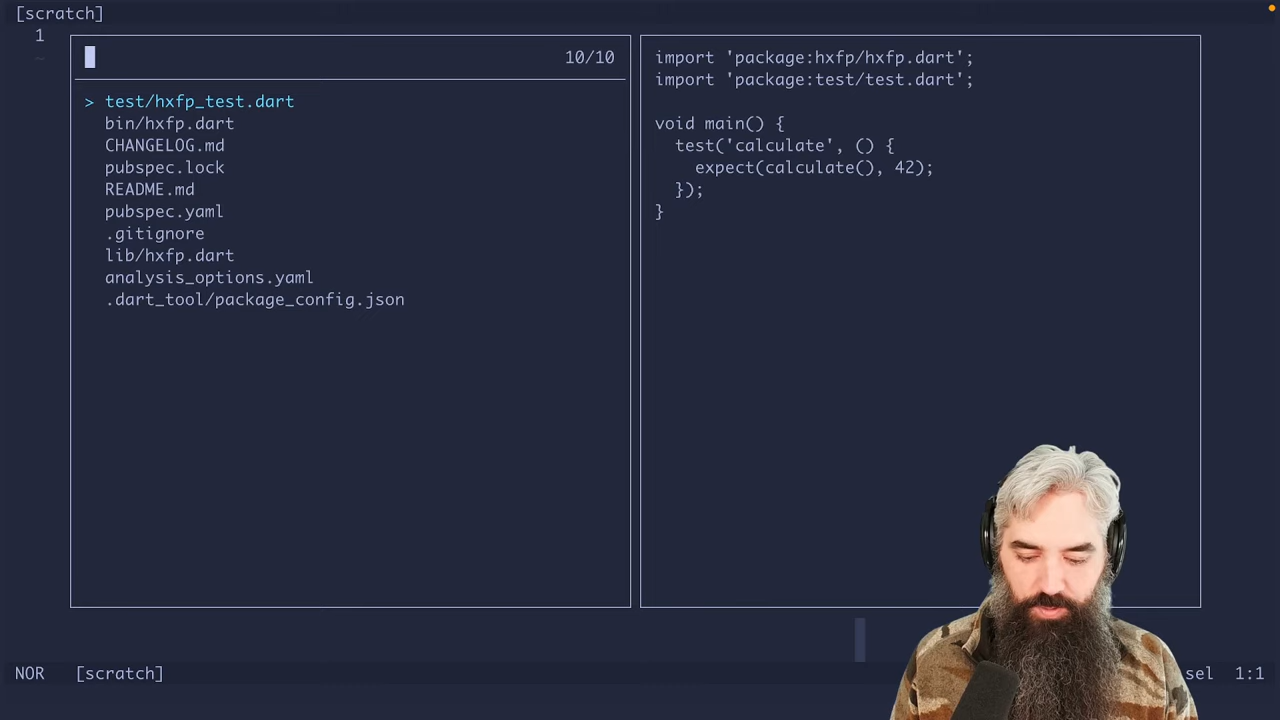 [scratch]
1
~
10/10
> test/hxfp_test.dart
bin/hxfp.dart
CHANGELOG.md
pubspec.lock
README.md
pubspec.yaml
.gitignore
lib/hxfp.dart
analysis_options.yaml
.dart_tool/package_config.json
import 'package:hxfp/hxfp.dart';
import 'package:test/test.dart';
void main() {
test('calculate', () {
expect(calculate(), 42);
});
}
NOR [scratch] sel 1:1